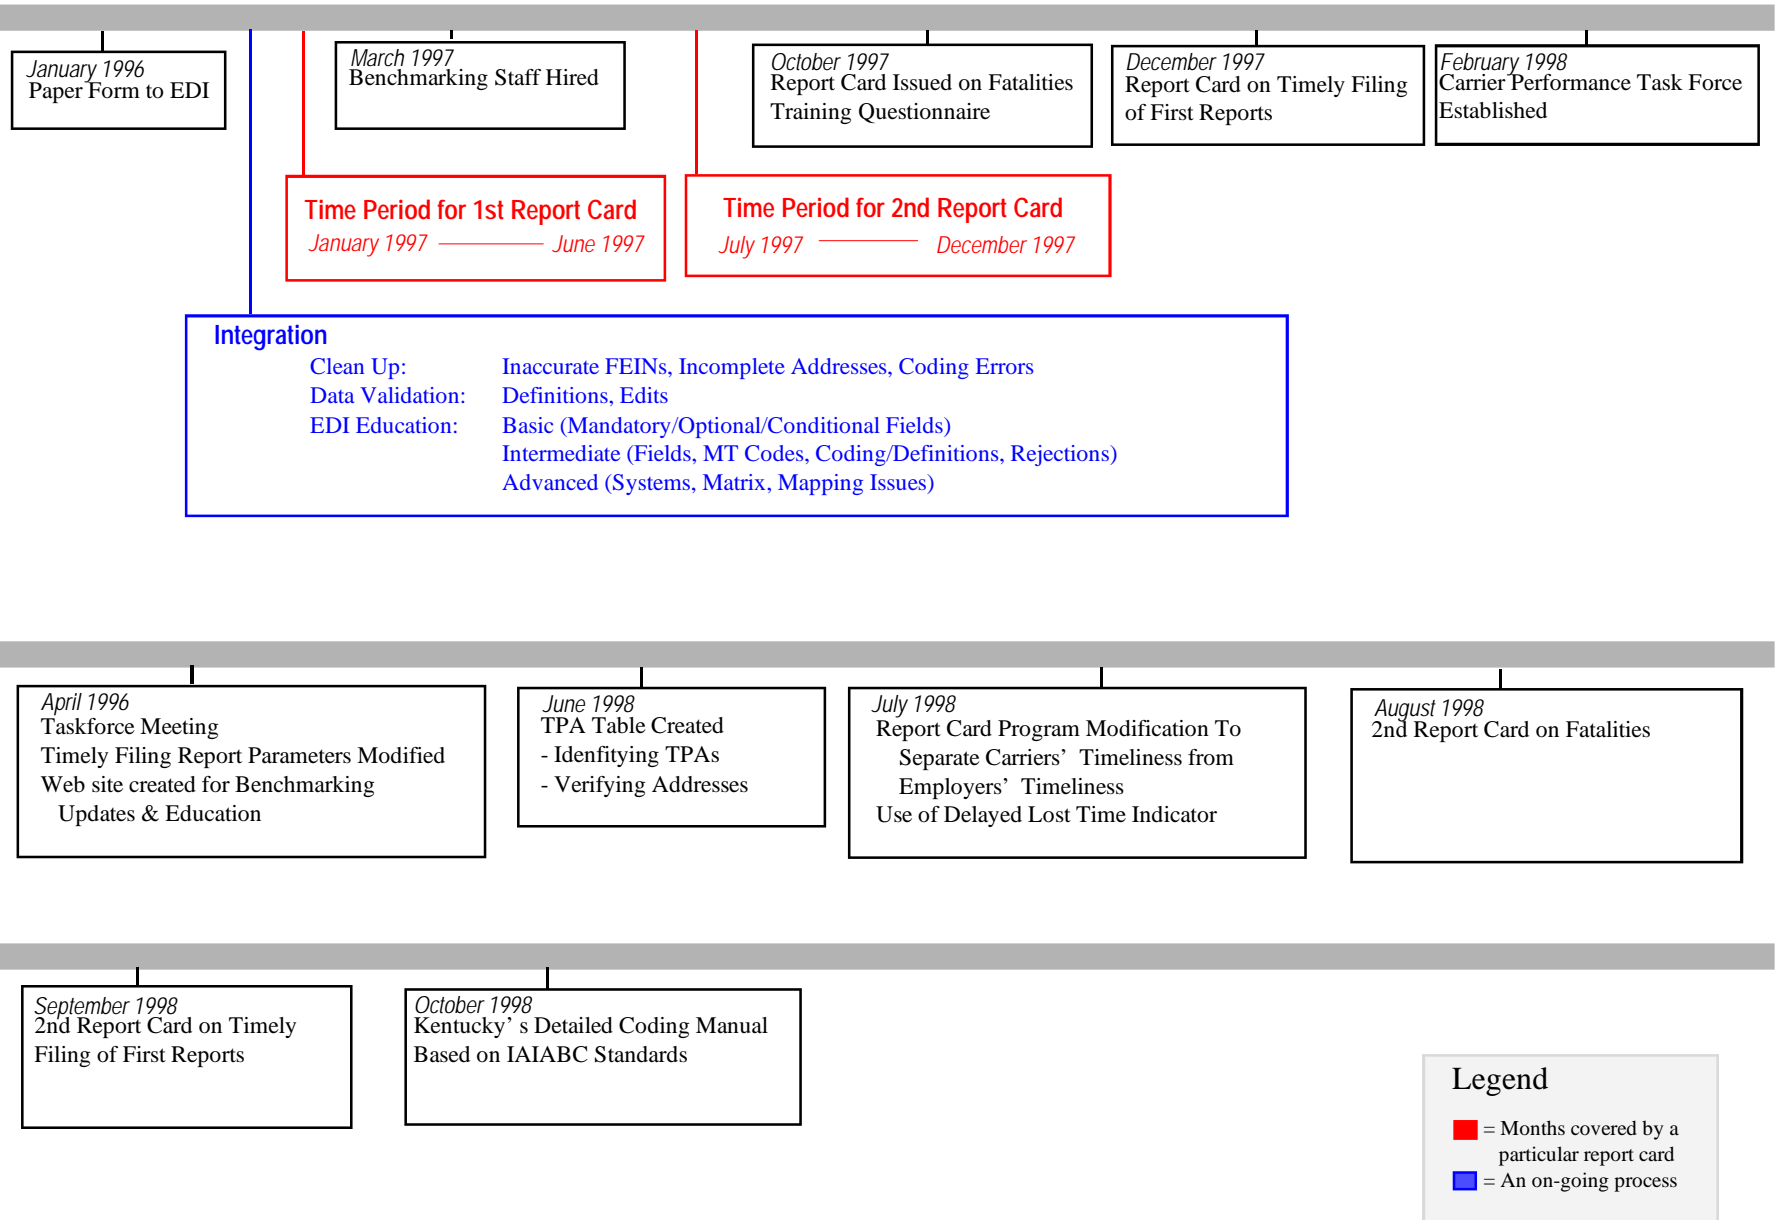 January 1996
Paper Form to EDI
March 1997
Benchmarking Staff Hired
October 1997
Report Card Issued on Fatalities
Training Questionnaire
December 1997
Report Card on Timely Filing
of First Reports
February 1998
Carrier Performance Task Force
Established
Time Period for 1st Report Card
January 1997 June 1997
Time Period for 2nd Report Card
July 1997 December 1997
Integration
Clean Up: Inaccurate FEINs, Incomplete Addresses, Coding Errors
Data Validation: Definitions, Edits
EDI Education: Basic (Mandatory/Optional/Conditional Fields)
Intermediate (Fields, MT Codes, Coding/Definitions, Rejections)
Advanced (Systems, Matrix, Mapping Issues)
April 1996
Taskforce Meeting
Timely Filing Report Parameters Modified
Web site created for Benchmarking
Updates & Education
June 1998
TPA Table Created
- Idenfitying TPAs
- Verifying Addresses
July 1998
Report Card Program Modification To
Separate Carriers’ Timeliness from
Employers’ Timeliness
Use of Delayed Lost Time Indicator
August 1998
2nd Report Card on Fatalities
September 1998
2nd Report Card on Timely
Filing of First Reports
October 1998
Kentucky’ s Detailed Coding Manual
Based on IAIABC Standards
Legend
= Months covered by a
particular report card
= An on-going process